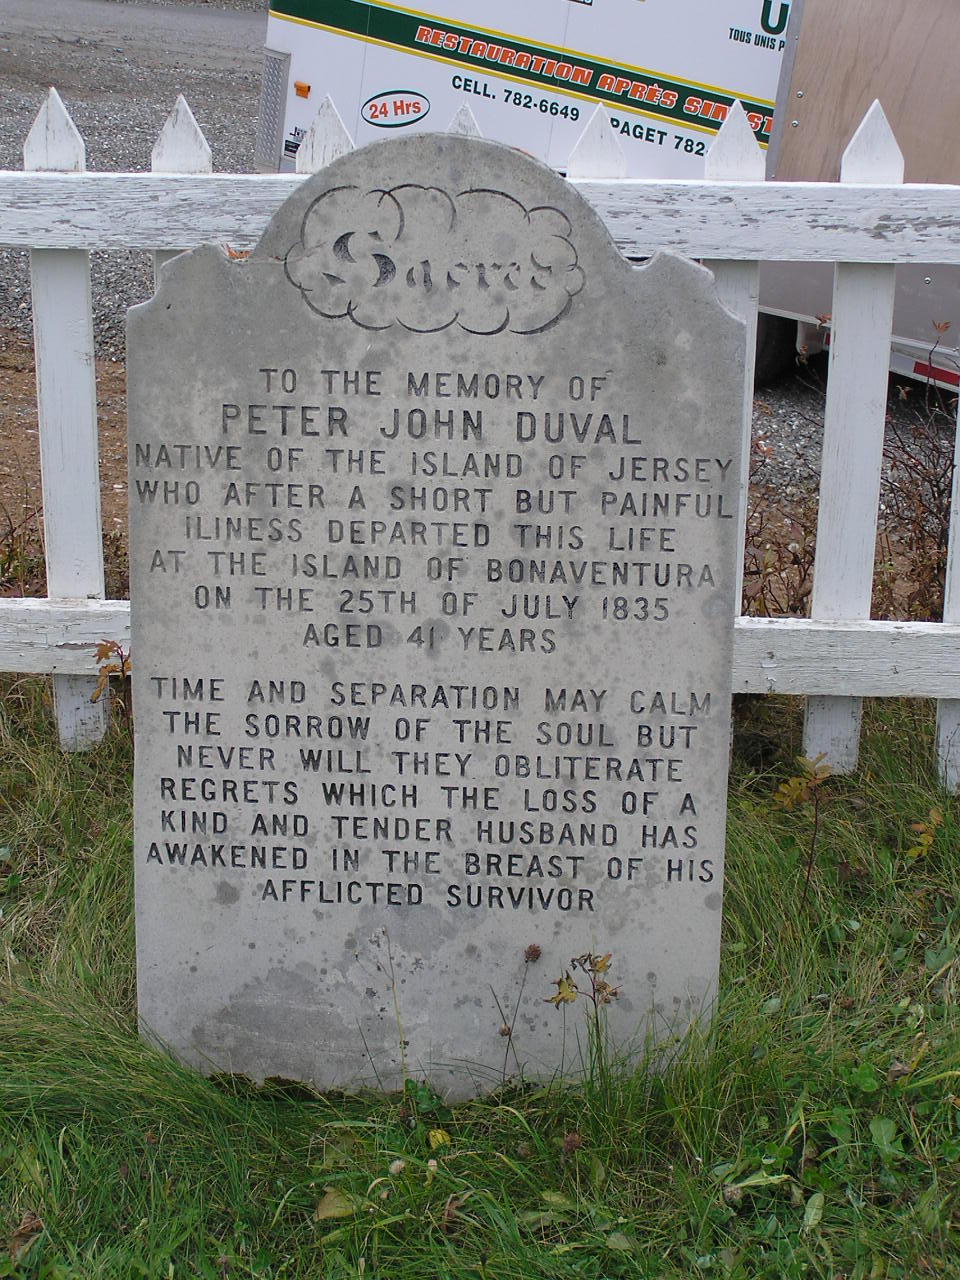 U
TOUS UNIS P
RESTAURATION APRÈS SINIST
24 Hrs
CELL. 782-6649
PAGET 782
Sacred
TO THE MEMORY OF
PETER JOHN DUVAL
NATIVE OF THE ISLAND OF JERSEY
WHO AFTER A SHORT BUT PAINFUL
ILINESS DEPARTED THIS LIFE
AT THE ISLAND OF BONAVENTURA
ON THE 25TH OF JULY 1835
AGED 41 YEARS
TIME AND SEPARATION MAY CALM
THE SORROW OF THE SOUL BUT
NEVER WILL THEY OBLITERATE
REGRETS WHICH THE LOSS OF A
KIND AND TENDER HUSBAND HAS
AWAKENED IN THE BREAST OF HIS
AFFLICTED SURVIVOR